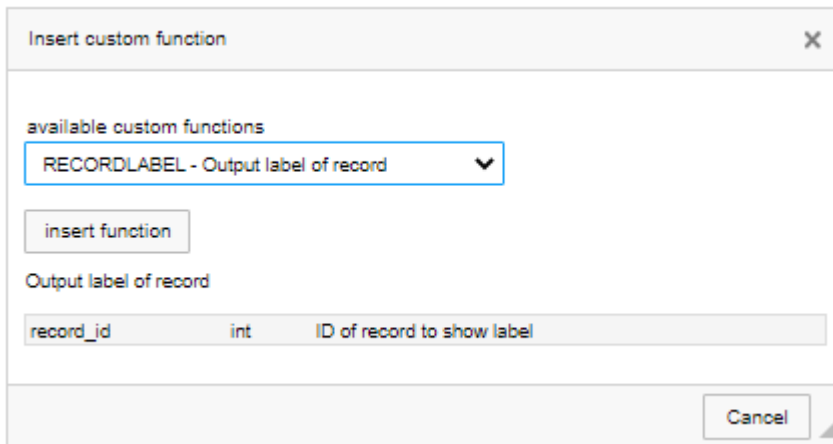 Insert custom function
available custom functions
RECORDLABEL - Output label of record
insert function
Output label of record
record_id int ID of record to show label
Cancel